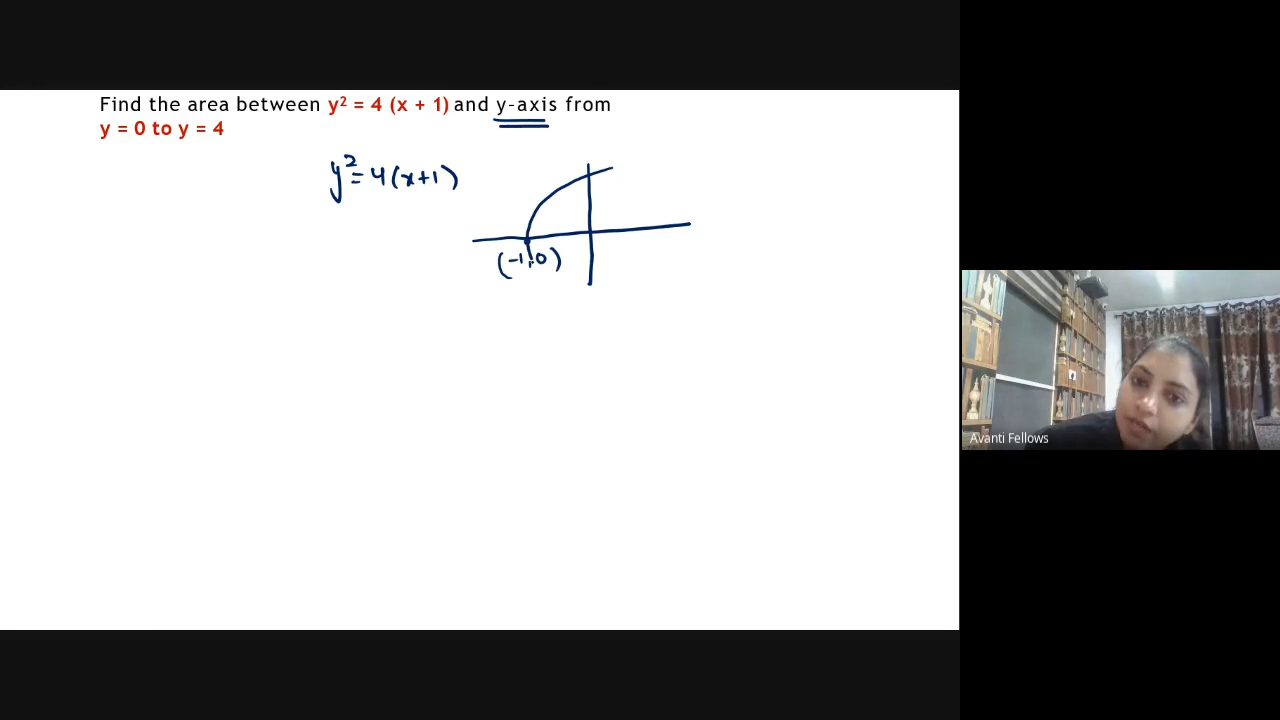 Find the area between y² = 4 (x + 1) and y-axis from
y = 0 to y = 4
y² = 4(x+1)
(-1,0)
Avanti Fellows